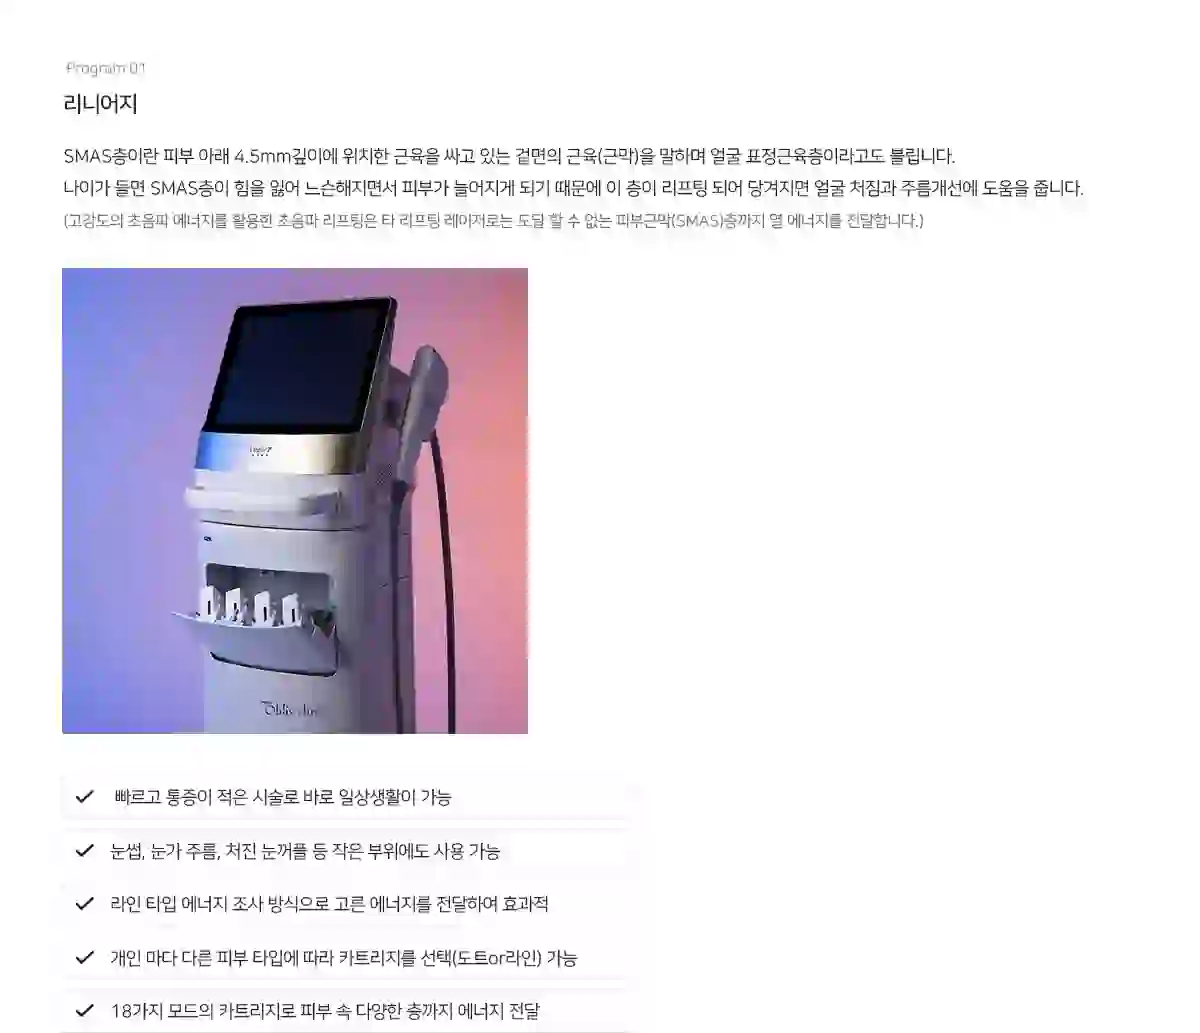 Program 01
리니어지
SMAS층이란 피부 아래 4.5mm깊이에 위치한 근육을 싸고 있는 겉면의 근육(근막)을 말하며 얼굴 표정근육층이라고도 불립니다.
나이가 들면 SMAS층이 힘을 잃어 느슨해지면서 피부가 늘어지게 되기 때문에 이 층이 리프팅 되어 당겨지면 얼굴 처짐과 주름개선에 도움을 줍니다.
(고강도의 초음파 에너지를 활용한 초음파 리프팅은 타 리프팅 레이저로는 도달 할 수 없는 피부근막(SMAS)층까지 열 에너지를 전달합니다.)
빠르고 통증이 적은 시술로 바로 일상생활이 가능
눈썹, 눈가 주름, 처진 눈꺼풀 등 작은 부위에도 사용 가능
라인 타입 에너지 조사 방식으로 고른 에너지를 전달하여 효과적
개인 마다 다른 피부 타입에 따라 카트리지를 선택(도트or라인) 가능
18가지 모드의 카트리지로 피부 속 다양한 층까지 에너지 전달